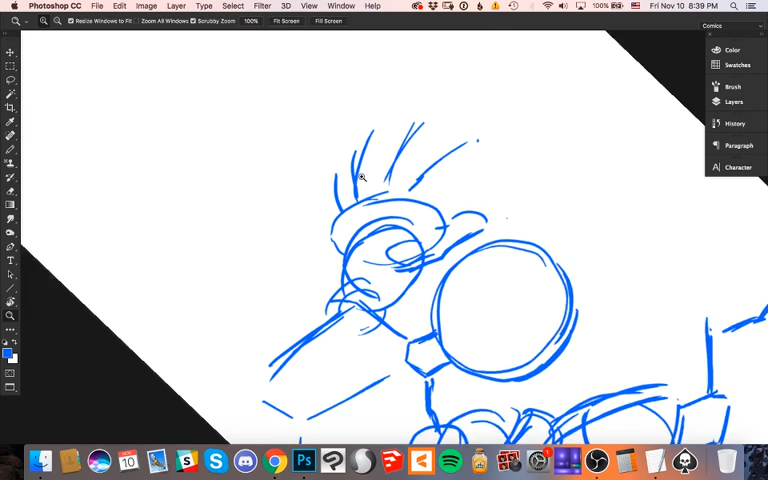 Photoshop CC File Edit Image Layer Type Select Filter 3D View Window Help 100% Fri Nov 10 8:39 PM
Resize Windows to Fit Zoom All Windows Scrubby Zoom 100% Fit Screen Fill Screen
Comics
Color
Swatches
Brush
Layers
History
Paragraph
Character
NOV
10
Ps